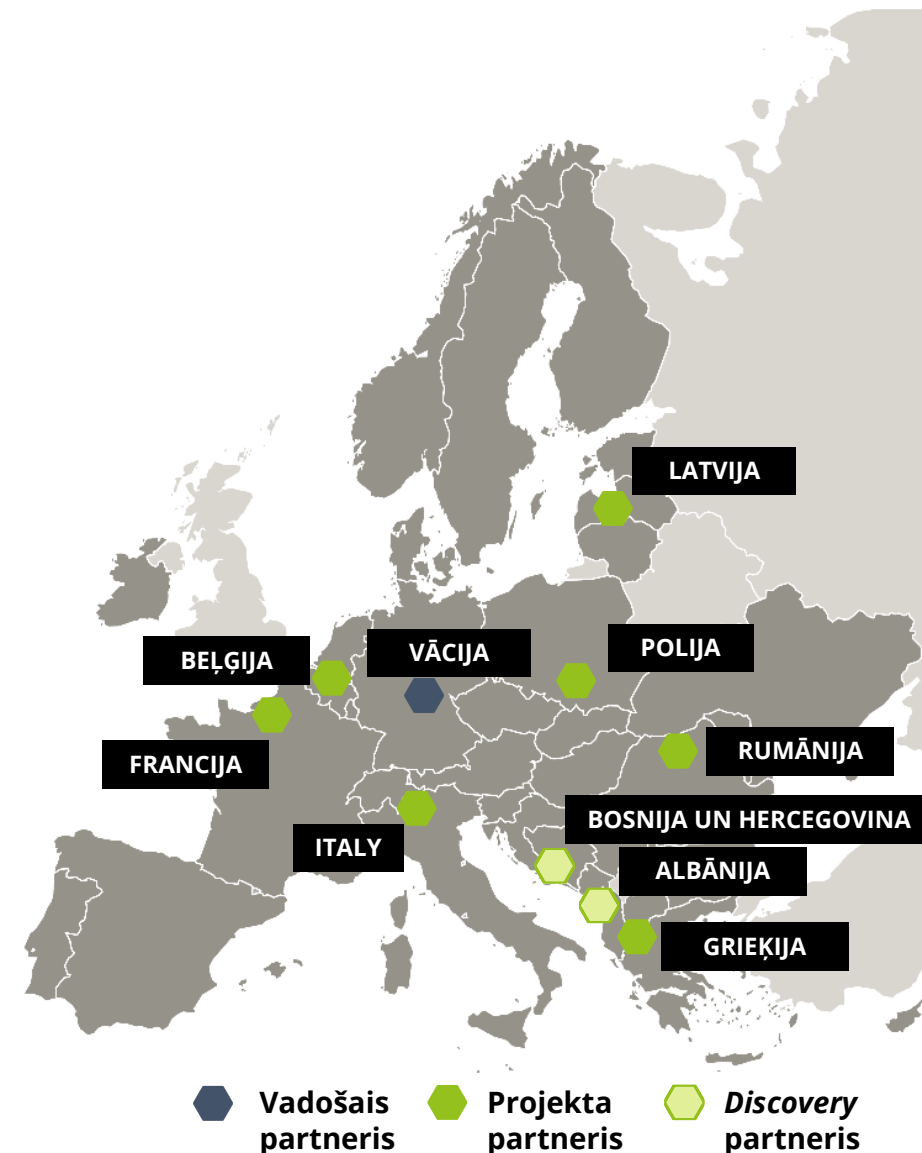 LATVIJA
POLIJA
VĀCIJA
BEĻĢIJA
RUMĀNIJA
FRANCIJA
BOSNIJA UN HERCEGOVINA
ITALY
ALBĀNIJA
GRIEĶIJA
Vadošais
partneris
Projekta
partneris
Discovery
partneris